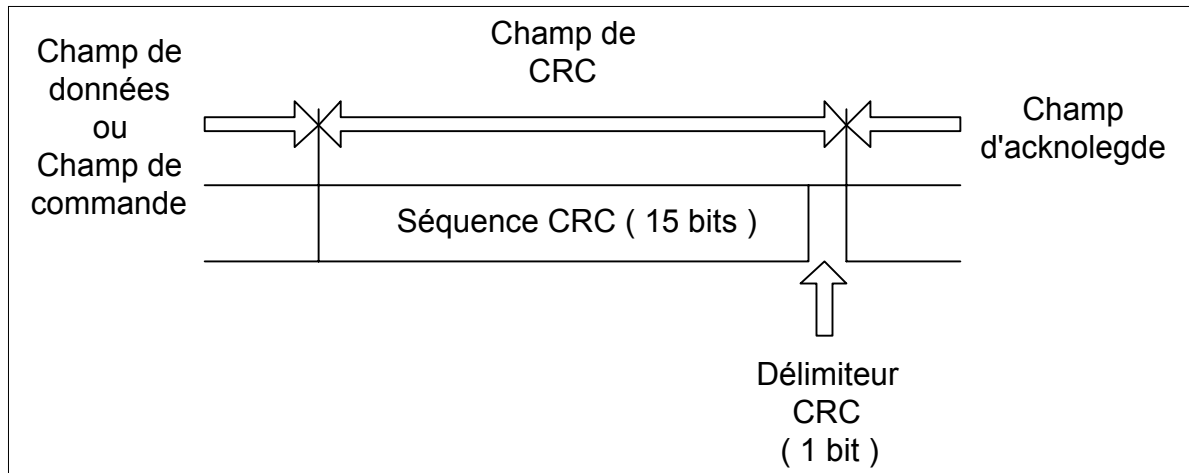 Champ de
données
ou
Champ de
commande
Champ de
CRC
Champ
d'acknolegde
Séquence CRC ( 15 bits )
Délimiteur
CRC
( 1 bit )